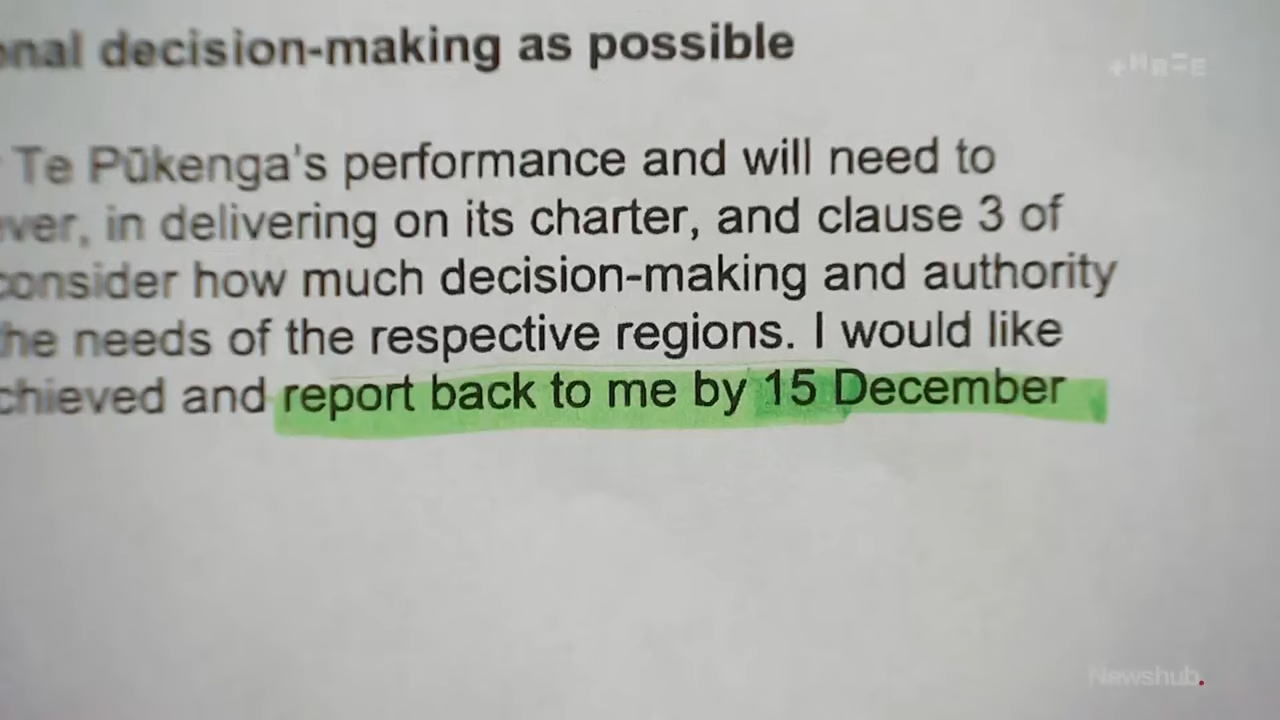 onal decision-making as possible
Te Pūkenga's performance and will need to
ver, in delivering on its charter, and clause 3 of
consider how much decision-making and authority
he needs of the respective regions. I would like
chieved and report back to me by 15 December
Newshub.